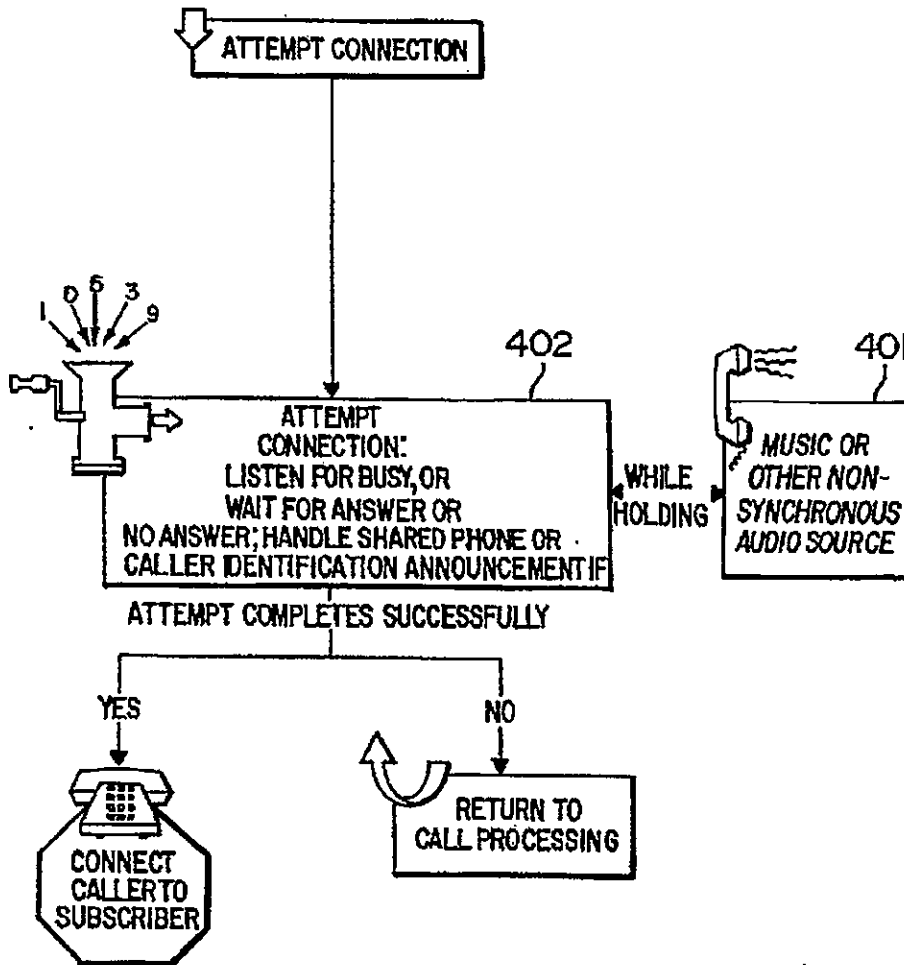 ATTEMPT CONNECTION
1 0 5 3 9
402
401
ATTEMPT
CONNECTION:
LISTEN FOR BUSY, OR
WAIT FOR ANSWER OR
NO ANSWER; HANDLE SHARED PHONE OR
CALLER IDENTIFICATION ANNOUNCEMENT IF
WHILE
HOLDING
MUSIC OR
OTHER NON-
SYNCHRONOUS
AUDIO SOURCE
ATTEMPT COMPLETES SUCCESSFULLY
YES
NO
CONNECT
CALLER TO
SUBSCRIBER
RETURN TO
CALL PROCESSING